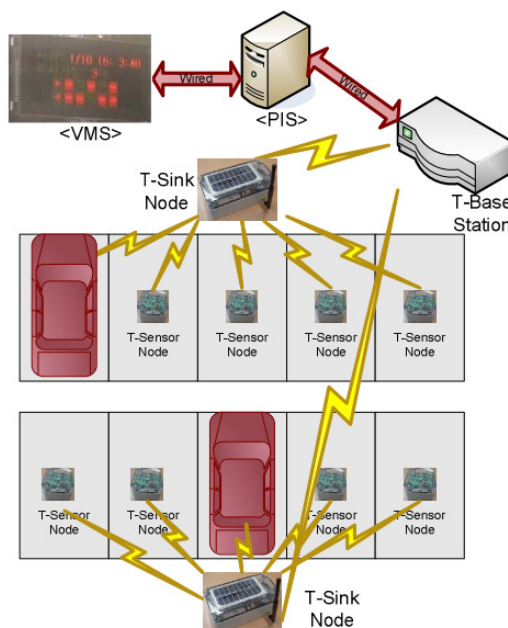 1/10 16: 3:40
Wired
<VMS>
<PIS>
Wired
T-Sink
Node
T-Base
Station
T-Sensor
Node
T-Sensor
Node
T-Sensor
Node
T-Sensor
Node
T-Sensor
Node
T-Sensor
Node
T-Sensor
Node
T-Sensor
Node
T-Sink
Node